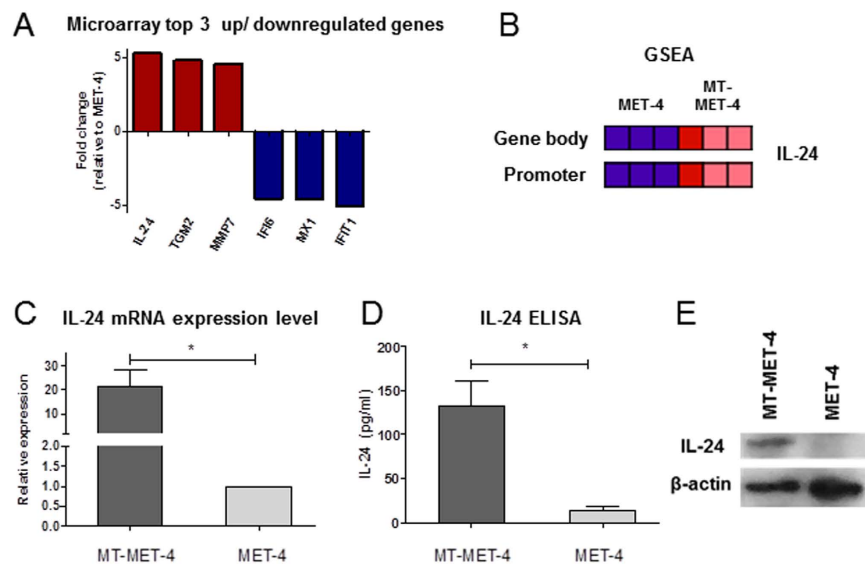 A
Microarray top 3 up/ downregulated genes
Fold change
(relative to MET-4)
5
0
-5
IL-24
TGM2
MMP7
IFI6
MX1
IFIT1
B
GSEA
MET-4
MT-
MET-4
Gene body
Promoter
IL-24
C
IL-24 mRNA expression level
*
Relative expression
30
20
10
2.0
1.5
1.0
0.5
0.0
MT-MET-4
MET-4
D
IL-24 ELISA
*
IL-24 (pg/ml)
200
150
100
50
0
MT-MET-4
MET-4
E
MT-MET-4
MET-4
IL-24
β-actin